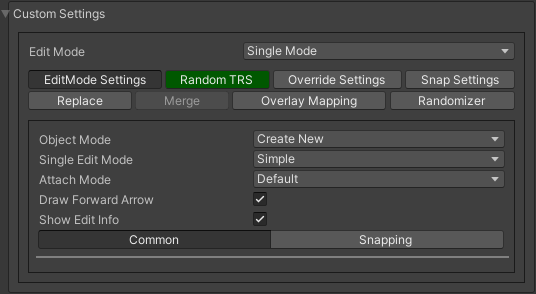 Custom Settings
Edit Mode Single Mode
EditMode Settings Random TRS Override Settings Snap Settings
Replace Merge Overlay Mapping Randomizer
Object Mode Create New
Single Edit Mode Simple
Attach Mode Default
Draw Forward Arrow
Show Edit Info
Common Snapping